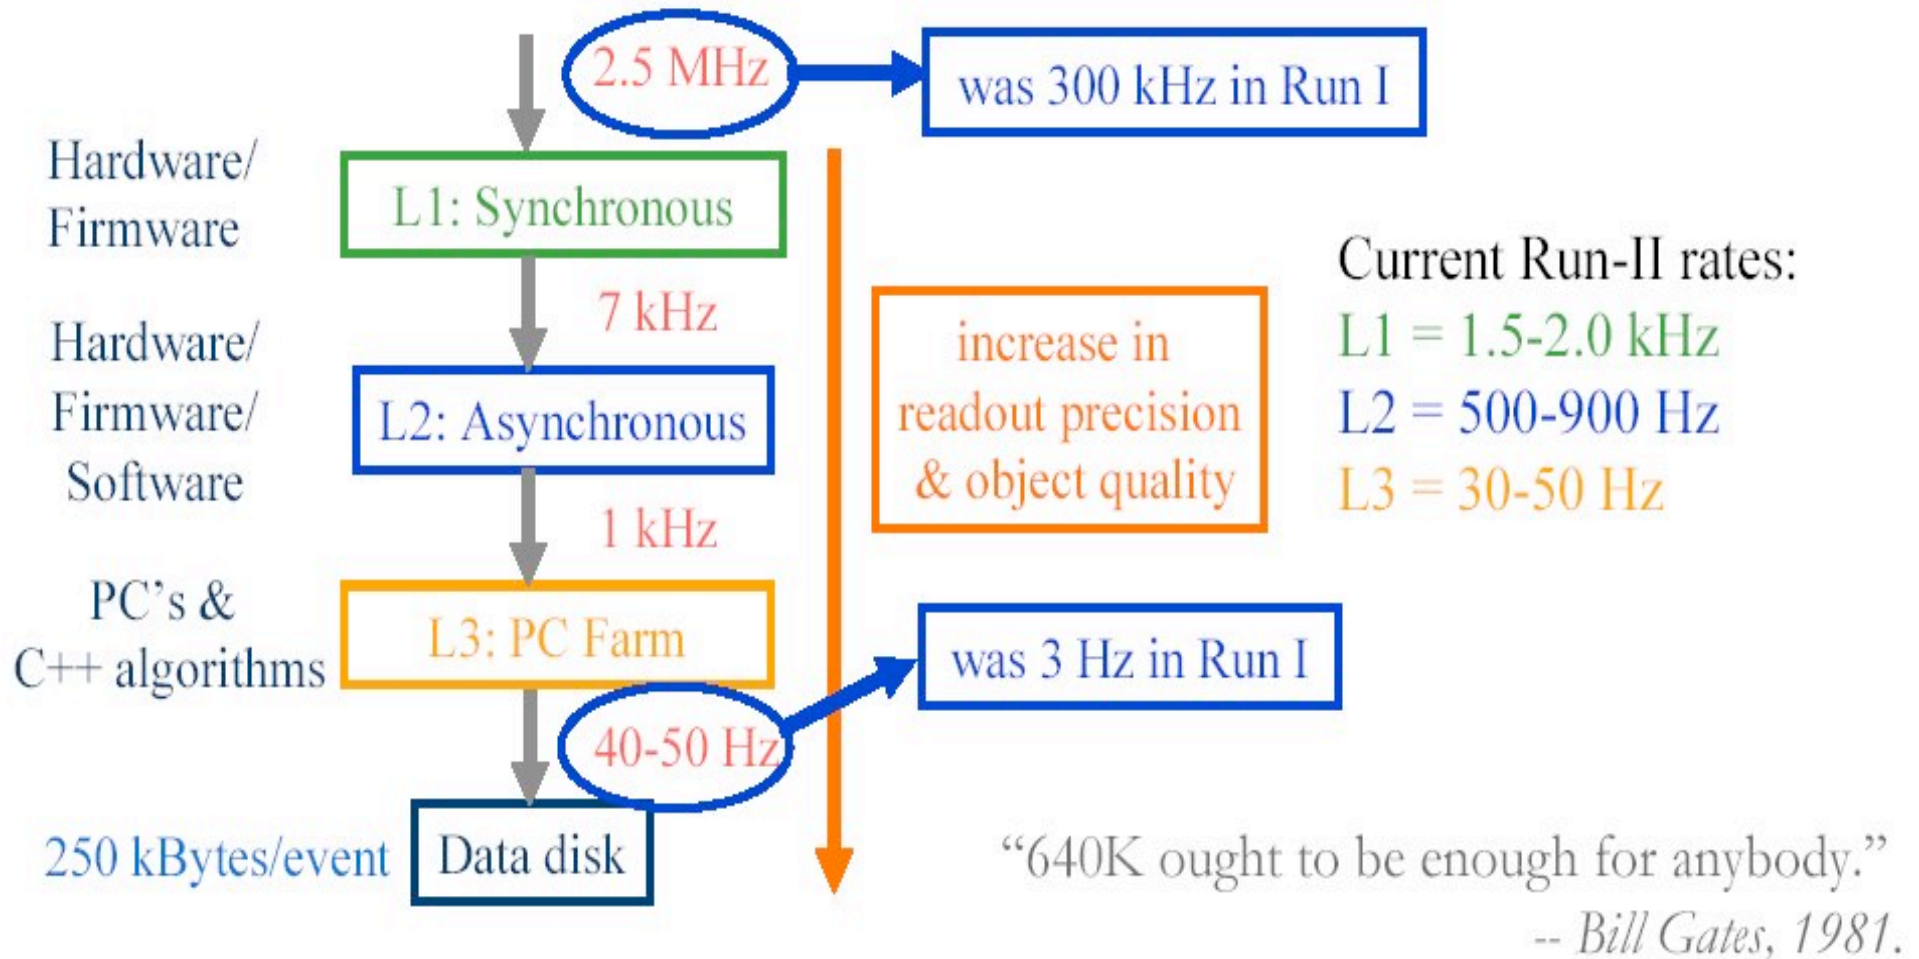 2.5 MHz
was 300 kHz in Run I
Hardware/
Firmware
L1: Synchronous
7 kHz
Hardware/
Firmware/
Software
L2: Asynchronous
increase in
readout precision
& object quality
Current Run-II rates:
L1 = 1.5-2.0 kHz
L2 = 500-900 Hz
L3 = 30-50 Hz
1 kHz
PC’s &
C++ algorithms
L3: PC Farm
was 3 Hz in Run I
40-50 Hz
250 kBytes/event
Data disk
“640K ought to be enough for anybody.”
-- Bill Gates, 1981.